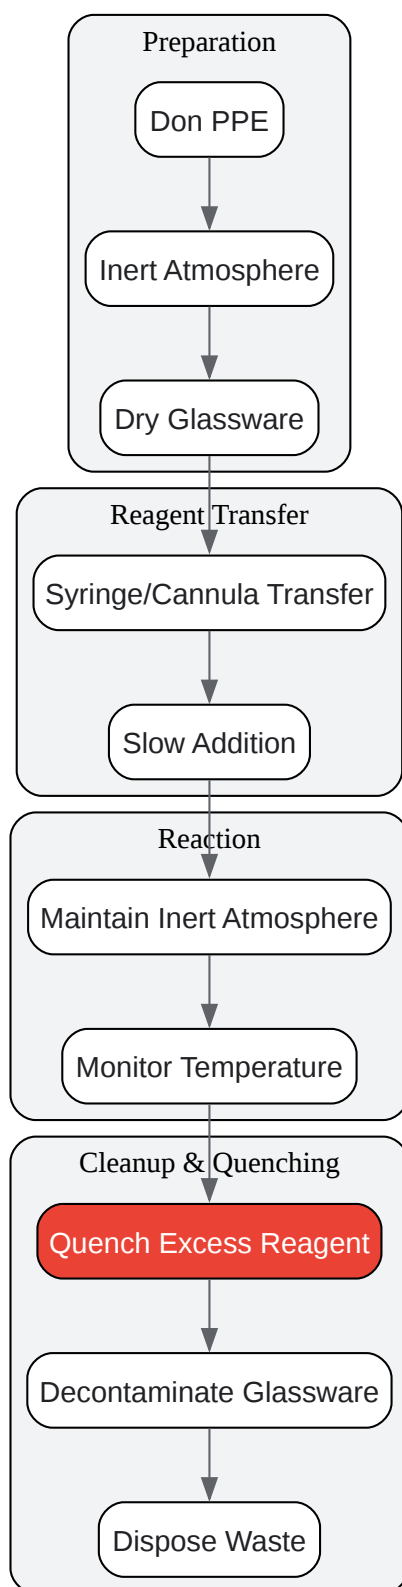 Preparation
Don PPE
Inert Atmosphere
Dry Glassware
Reagent Transfer
Syringe/Cannula Transfer
Slow Addition
Reaction
Maintain Inert Atmosphere
Monitor Temperature
Cleanup & Quenching
Quench Excess Reagent
Decontaminate Glassware
Dispose Waste